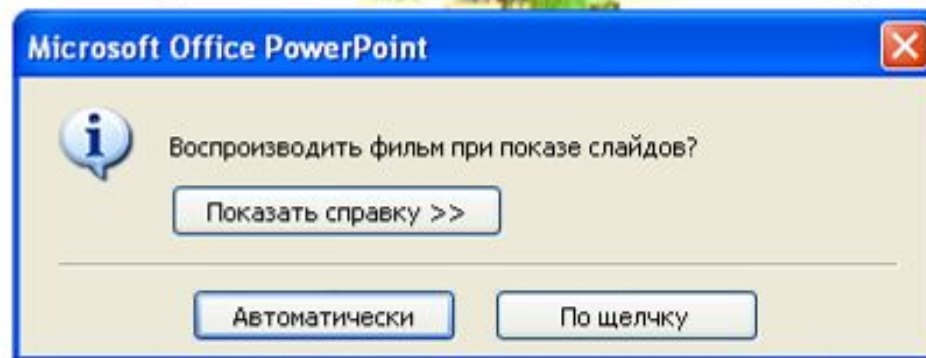 Microsoft Office PowerPoint
Воспроизводить фильм при показе слайдов?
Показать справку >>
Автоматически
По щелчку